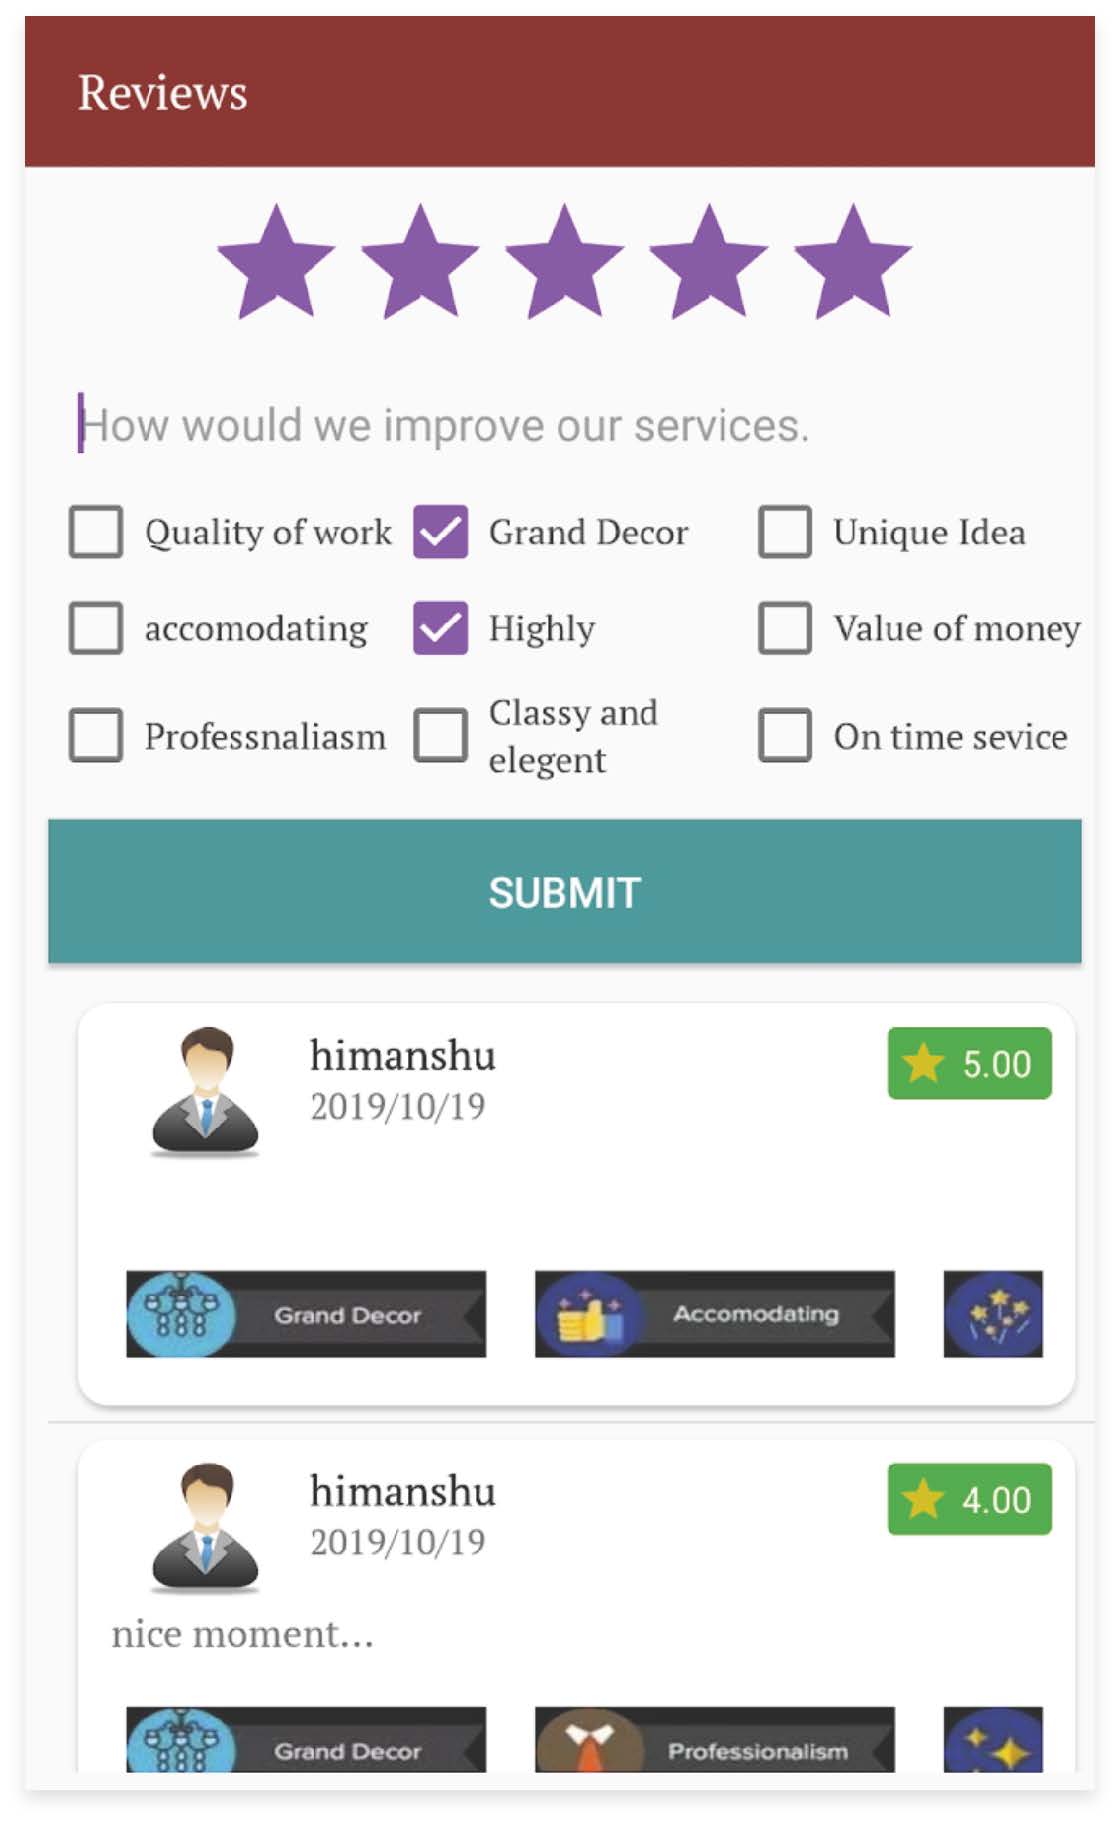 Reviews
How would we improve our services.
Quality of work
Grand Decor
Unique Idea
accomodating
Highly
Value of money
Professnaliasm
Classy and
elegent
On time sevice
SUBMIT
himanshu
5.00
2019/10/19
Grand Decor
Accomodating
himanshu
4.00
2019/10/19
nice moment...
Grand Decor
Professionalism